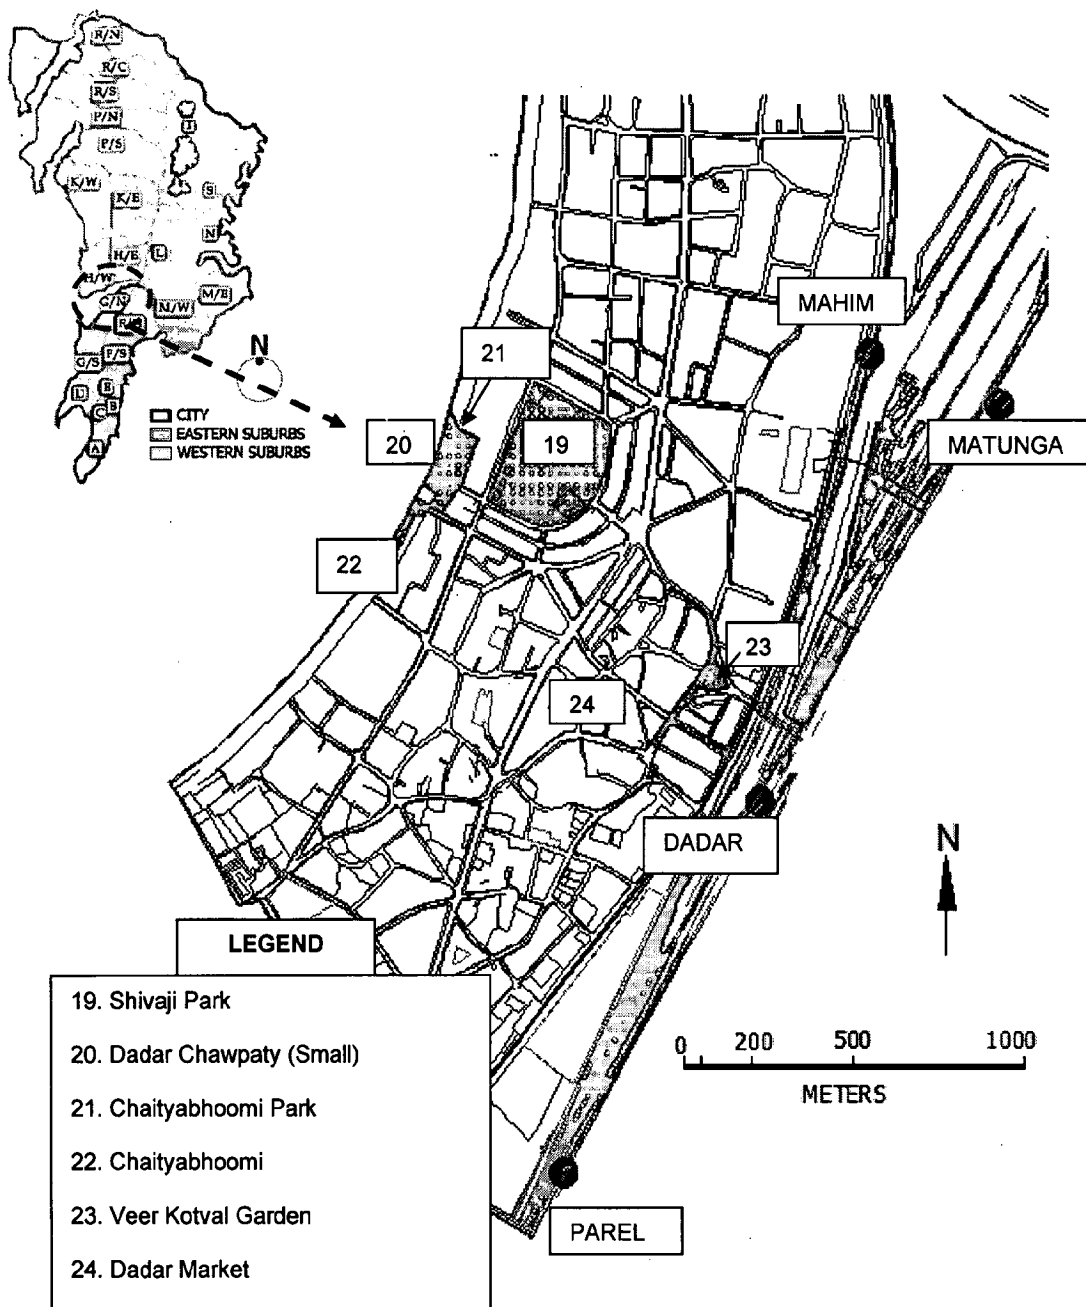 R/N
R/C
R/S
P/N
P/S
K/W
K/E
S
N
H/E
L
H/W
G/N
M/W
M/E
G/S
F/S
E
B
C
A
N
CITY
EASTERN SUBURBS
WESTERN SUBURBS
MAHIM
21
20
19
MATUNGA
22
23
24
DADAR
N
LEGEND
19. Shivaji Park
20. Dadar Chawpaty (Small)
21. Chaityabhoomi Park
22. Chaityabhoomi
23. Veer Kotval Garden
24. Dadar Market
0 200 500 1000
METERS
PAREL